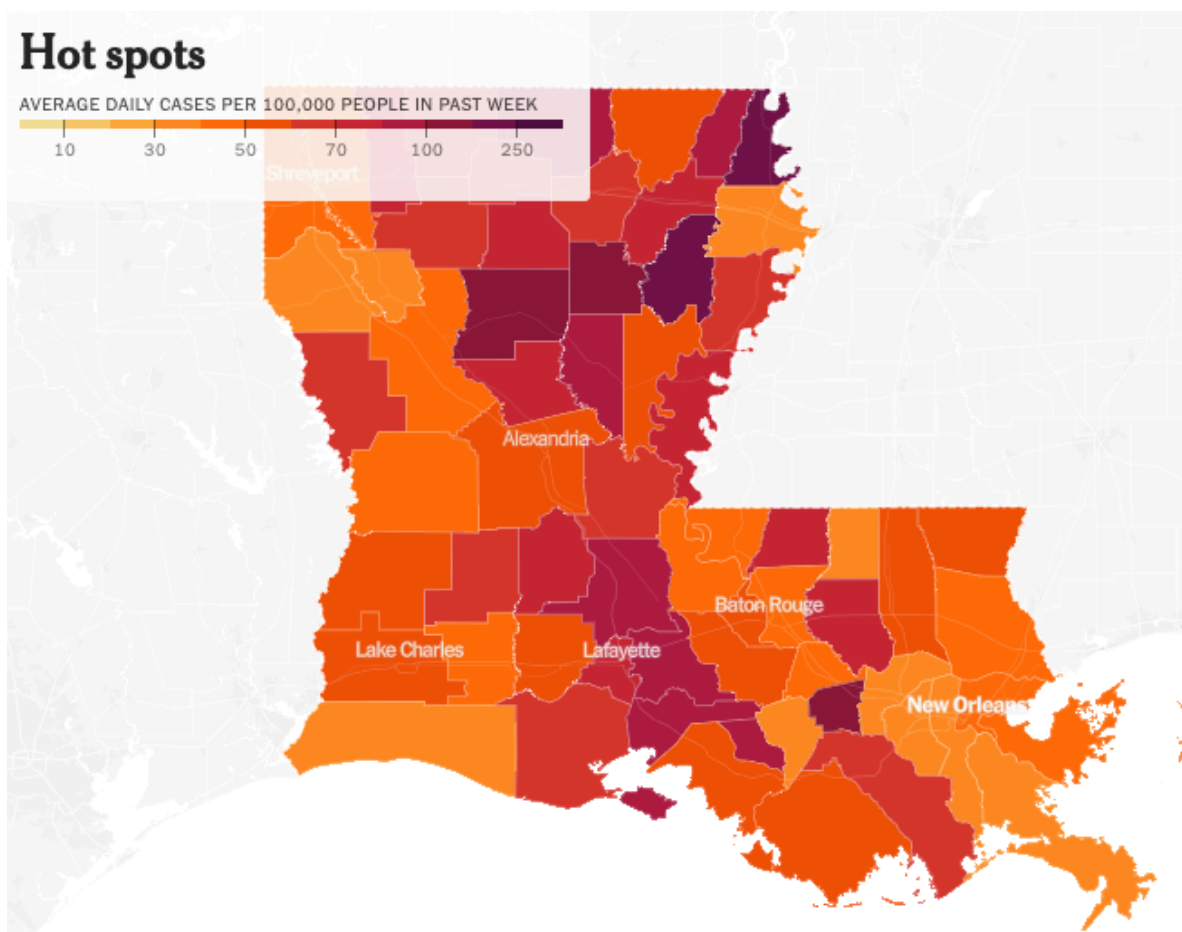 Hot spots
AVERAGE DAILY CASES PER 100,000 PEOPLE IN PAST WEEK
10 30 50 70 100 250
Shreveport
Alexandria
Baton Rouge
Lake Charles Lafayette
New Orleans